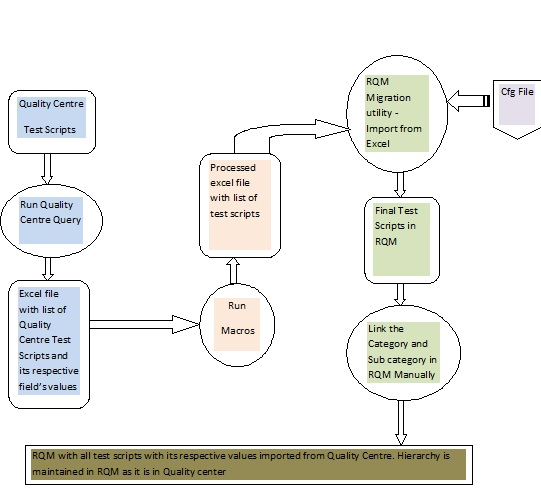 Quality Centre
Test Scripts
Run Quality
Centre Query
Excel file
with list of
Quality
Centre Test
Scripts and
its respective
field's values
Run
Macros
Processed
excel file
with list of
test scripts
RQM
Migration
utility -
Import from
Excel
Cfg File
Final Test
Scripts in
RQM
Link the
Category and
Sub category in
RQM Manually
RQM with all test scripts with its respective values imported from Quality Centre. Hierarchy is
maintained in RQM as it is in Quality center